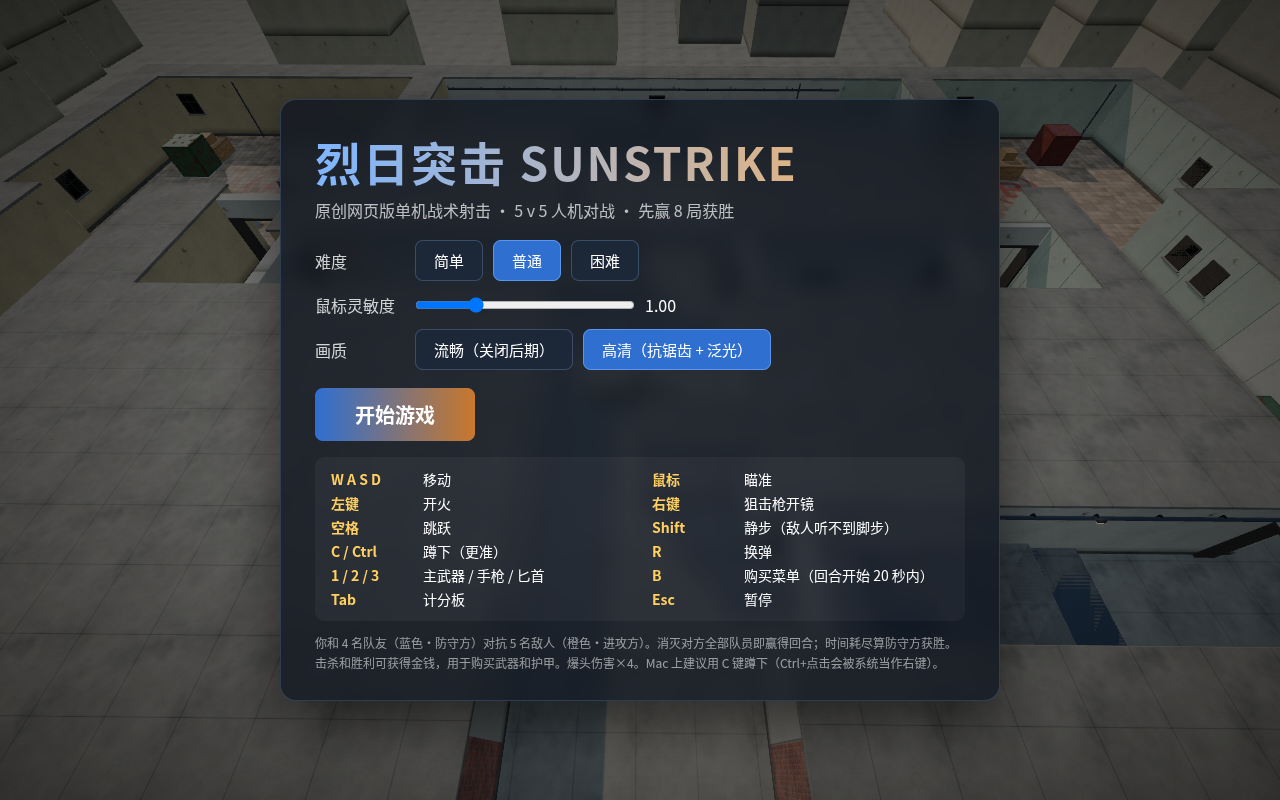 烈日突击 SUNSTRIKE
原创网页版单机战术射击 · 5 v 5 人机对战 · 先赢 8 局获胜
难度 简单 普通 困难
鼠标灵敏度 1.00
画质 流畅（关闭后期） 高清（抗锯齿 + 泛光）
开始游戏
W A S D 移动 鼠标 瞄准
左键 开火 右键 狙击枪开镜
空格 跳跃 Shift 静步（敌人听不到脚步）
C / Ctrl 蹲下（更准） R 换弹
1 / 2 / 3 主武器 / 手枪 / 匕首 B 购买菜单（回合开始 20 秒内）
Tab 计分板 Esc 暂停
你和 4 名队友（蓝色·防守方）对抗 5 名敌人（橙色·进攻方）。消灭对方全部队员即赢得回合；时间耗尽算防守方获胜。
击杀和胜利可获得金钱，用于购买武器和护甲。爆头伤害×4。Mac 上建议用 C 键蹲下（Ctrl+点击会被系统当作右键）。